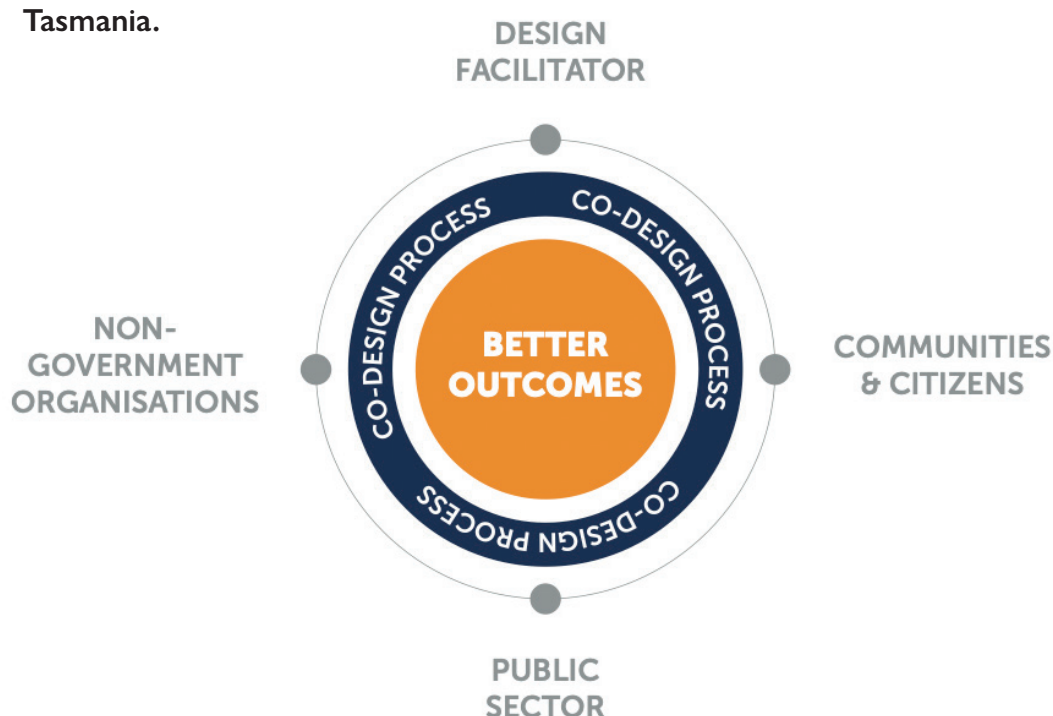 Tasmania.
DESIGN
FACILITATOR
CO-DESIGN PROCESS
CO-DESIGN PROCESS
NON-
GOVERNMENT
ORGANISATIONS
BETTER
OUTCOMES
COMMUNITIES
& CITIZENS
CO-DESIGN PROCESS
PUBLIC
SECTOR